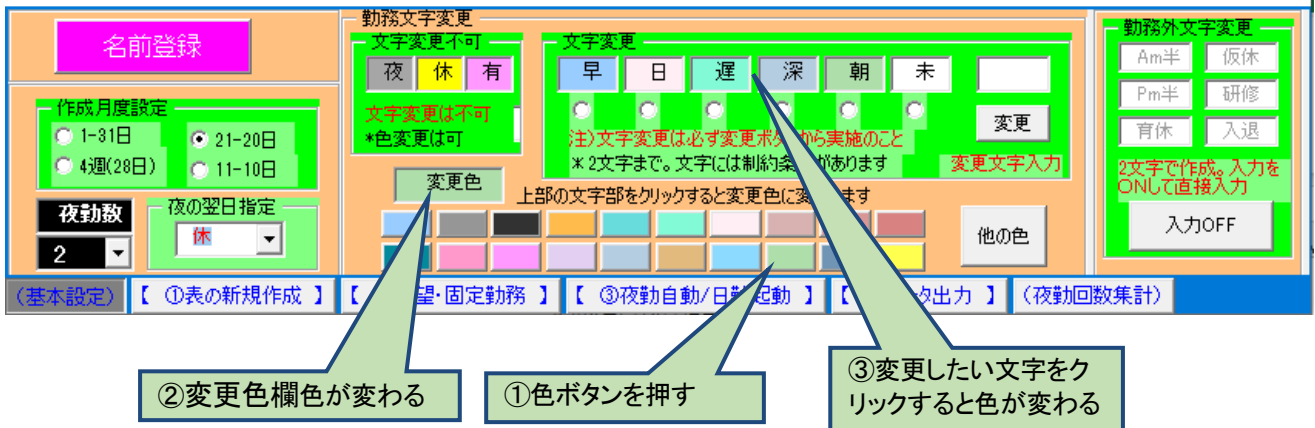 名前登録
作成月度設定
1-31日
21-20日
4週(28日)
11-10日
夜勤数
2
夜の翌日指定
休
勤務文字変更
文字変更不可
夜 休 有
文字変更は不可
*色変更は可
文字変更
早 日 遅 深 朝 未
変更
注)文字変更は必ず変更ボタ から実施のこと
*2文字まで。文字には制約条 があります
変更文字入力
変更色
上部の文字部をクリックすると変更色に変 ます
他の色
勤務外文字変更
Am半 仮休
Pm半 研修
育休 入退
2文字で作成。入力を
ONして直接入力
入力OFF
(基本設定) 【 ①表の新規作成 】 【 望・固定勤務 】 【 ③夜勤自動/日勤起動 】 【 タ出力 】 (夜勤回数集計)
②変更色欄色が変わる
①色ボタンを押す
③変更したい文字をク
リックすると色が変わる